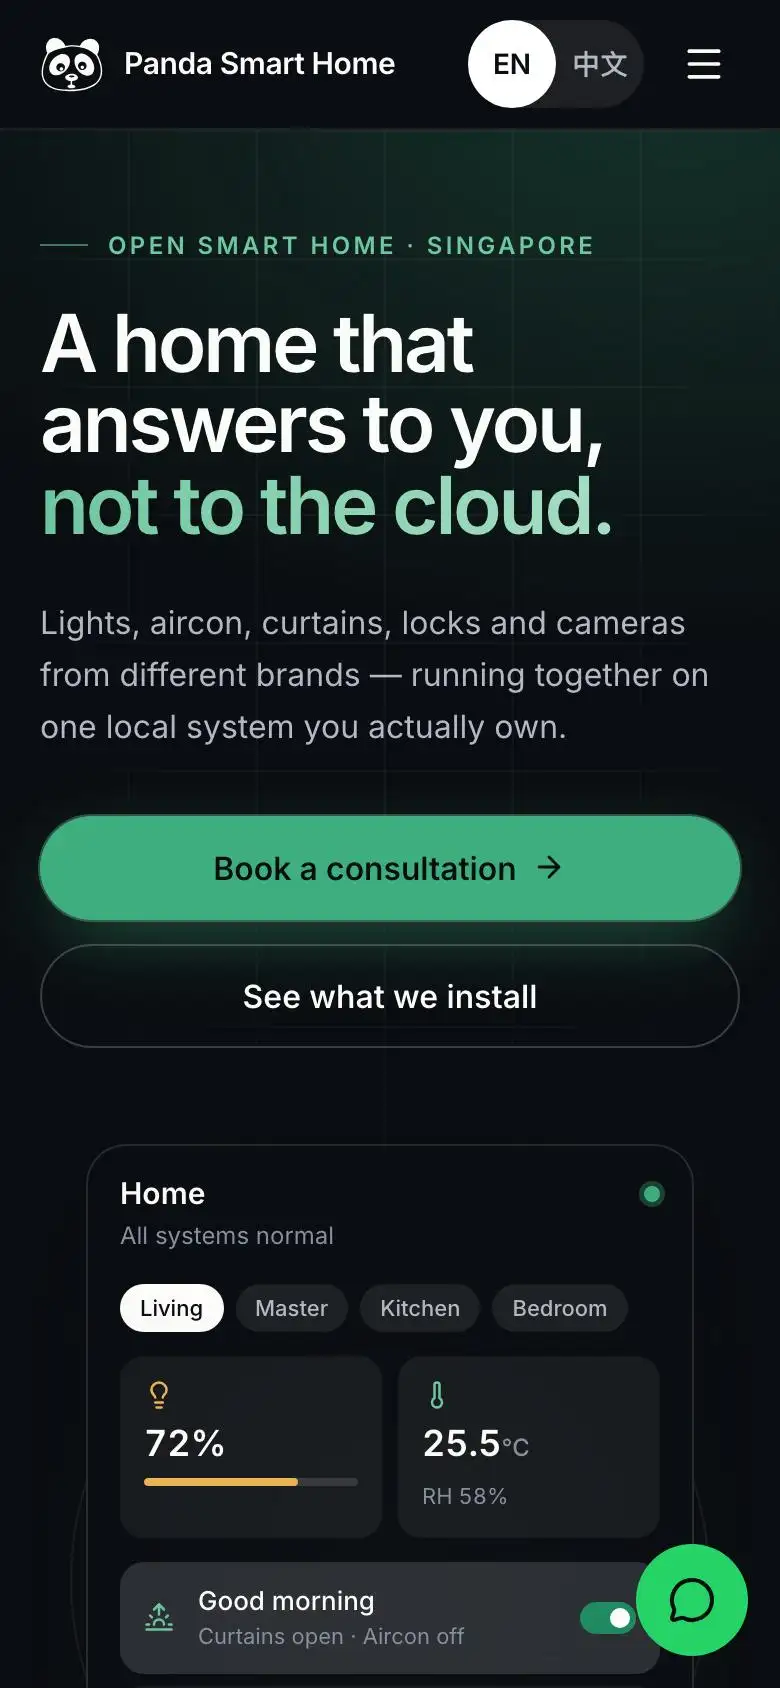 Panda Smart Home
EN
中文
OPEN SMART HOME · SINGAPORE
A home that
answers to you,
not to the cloud.
Lights, aircon, curtains, locks and cameras
from different brands — running together on
one local system you actually own.
Book a consultation →
See what we install
Home
All systems normal
Living
Master
Kitchen
Bedroom
72%
25.5°C
RH 58%
Good morning
Curtains open · Aircon off